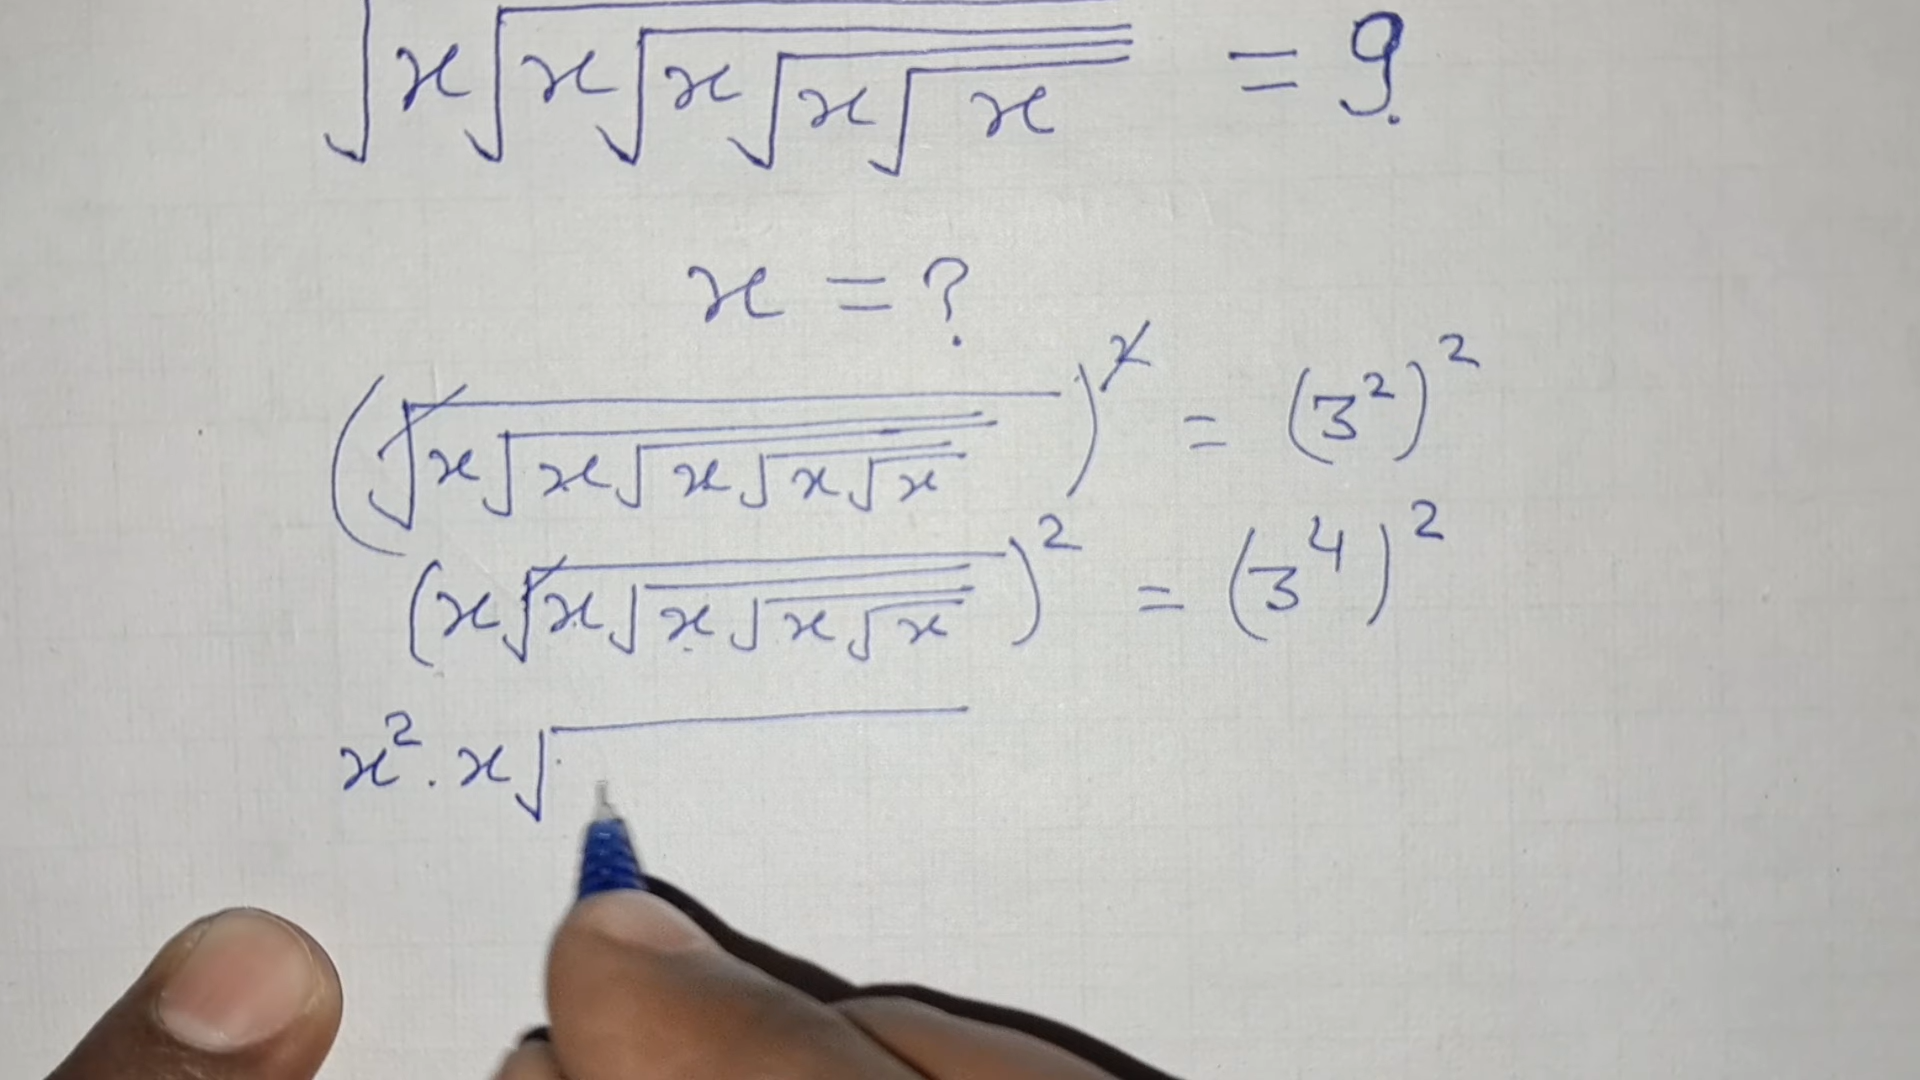 √(x√(x√(x√(x√x)))) = 9.
x = ?
(√(x√(x√(x√(x√x)))))² = (3²)²
(x√(x√(x√(x√x))))² = (3⁴)²
x² . x√